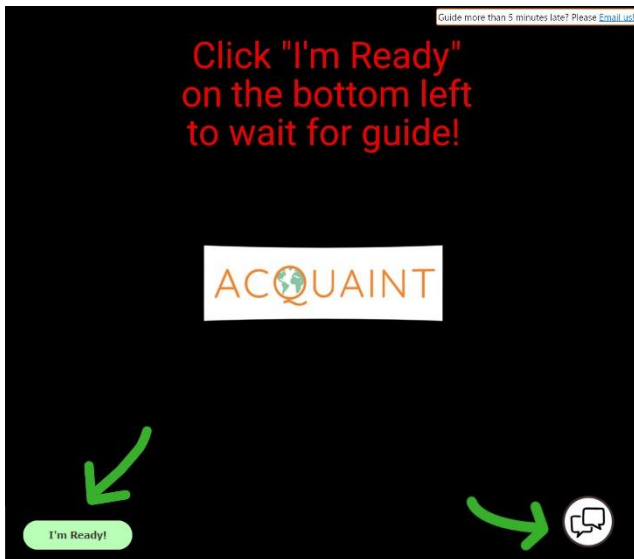 Guide more than 5 minutes late? Please Email us!
Click "I'm Ready"
on the bottom left
to wait for guide!
ACQUAINT
I'm Ready!